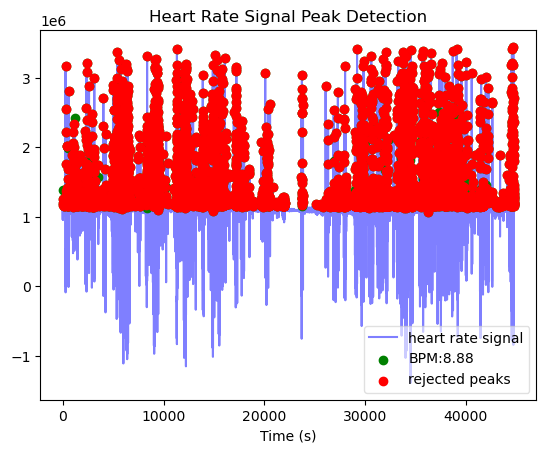 Heart Rate Signal Peak Detection
1e6
3
2
1
0
−1
heart rate signal
BPM:8.88
rejected peaks
0
10000
20000
30000
40000
Time (s)